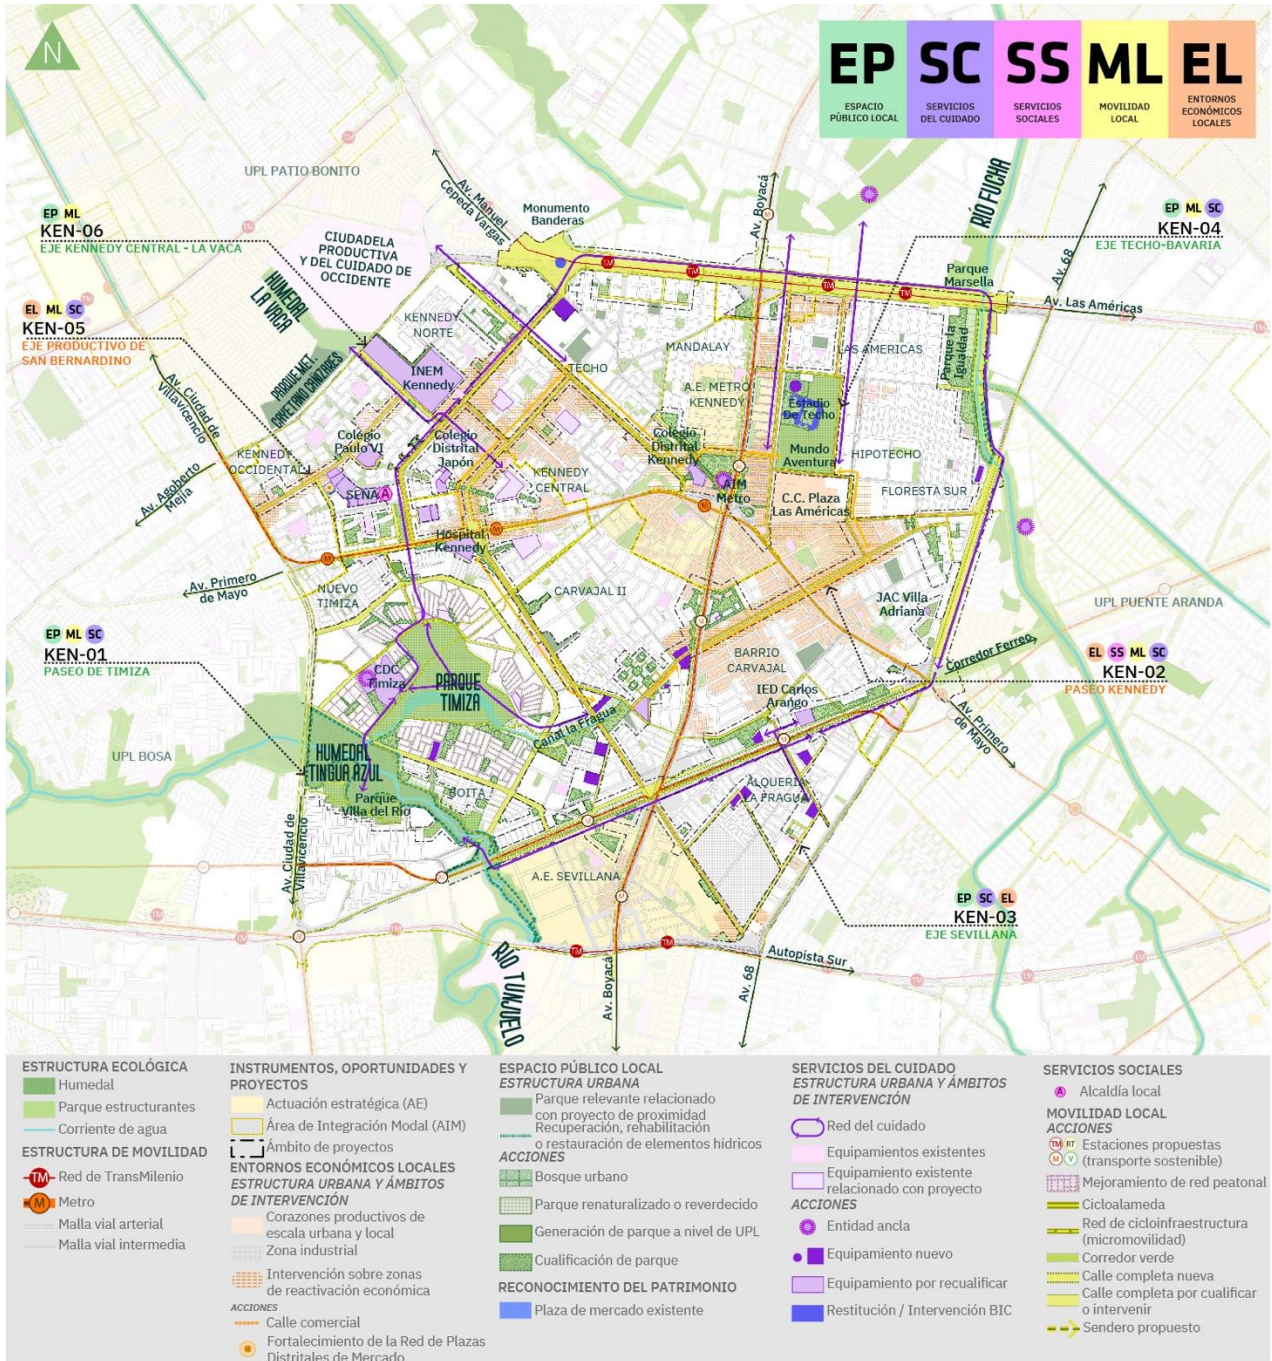 N
EP SC SS ML EL
ESPACIO
PÚBLICO LOCAL
SERVICIOS
DEL CUIDADO
SERVICIOS
SOCIALES
MOVILIDAD
LOCAL
ENTORNOS
ECONÓMICOS
LOCALES
UPL PATIO BONITO
Av. Manuel
Cepeda Vargas
Monumento
Banderas
Av. Boyacá
RÍO FUCHA
Av. 68
EP ML
KEN-06
EJE KENNEDY CENTRAL - LA VACA
CIUDADELA
PRODUCTIVA
Y DEL CUIDADO DE
OCCIDENTE
EP ML SC
KEN-04
EJE TECHO-BAVARIA
Parque
Marsella
Av. Las Américas
HUMEDAL
LA VACA
EL ML SC
KEN-05
EJE PRODUCTIVO DE
SAN BERNARDINO
KENNEDY
NORTE
MANDALAY
LAS AMERICAS
Parque la
Igualdad
TECHO
INEM
Kennedy
PARQUE MET.
CAYETANO CAÑIZARES
A.E. METRO
KENNEDY
Estadio
De Techo
Av. Ciudad de
Villavicencio
Colegio
Paulo VI
Colegio
Distrital
Japón
Colegio
Distrital
Kennedy
Mundo
Aventura
HIPOTECHO
KENNEDY
OCCIDENTAL
KENNEDY
CENTRAL
SENA
A
AIM
Metro
C.C. Plaza
Las Américas
FLORESTA SUR
Av. Agoberto
Mejía
Hospital
Kennedy
Av. Primero
de Mayo
NUEVO
TIMIZA
CARVAJAL II
JAC Villa
Adriana
UPL PUENTE ARANDA
EP ML SC
KEN-01
PASEO DE TIMIZA
CDC
Timiza
PARQUE
TIMIZA
BARRIO
CARVAJAL
Corredor Ferreo
EL SS ML SC
KEN-02
PASEO KENNEDY
IED Carlos
Arango
Av. Primero
de Mayo
Canal la Fragua
UPL BOSA
HUMEDAL
TINGUA AZUL
Parque
Villa del Río
BOITA
ALQUERIA
LA FRAGUA
Av. Ciudad de
Villavicencio
A.E. SEVILLANA
EP SC EL
KEN-03
EJE SEVILLANA
RÍO TUNJUELO
Av. Boyacá
Av. 68
Autopista Sur
ESTRUCTURA ECOLÓGICA
Humedal
Parque estructurantes
Corriente de agua
ESTRUCTURA DE MOVILIDAD
TM Red de TransMilenio
M Metro
Malla vial arterial
Malla vial intermedia
INSTRUMENTOS, OPORTUNIDADES Y
PROYECTOS
Actuación estratégica (AE)
Área de Integración Modal (AIM)
Ámbito de proyectos
ENTORNOS ECONÓMICOS LOCALES
ESTRUCTURA URBANA Y ÁMBITOS
DE INTERVENCIÓN
Corazones productivos de
escala urbana y local
Zona industrial
Intervención sobre zonas
de reactivación económica
ACCIONES
Calle comercial
Fortalecimiento de la Red de Plazas
Distritales de Mercado
ESPACIO PÚBLICO LOCAL
ESTRUCTURA URBANA
Parque relevante relacionado
con proyecto de proximidad
Recuperación, rehabilitación
o restauración de elementos hídricos
ACCIONES
Bosque urbano
Parque renaturalizado o reverdecido
Generación de parque a nivel de UPL
Cualificación de parque
RECONOCIMIENTO DEL PATRIMONIO
Plaza de mercado existente
SERVICIOS DEL CUIDADO
ESTRUCTURA URBANA Y ÁMBITOS
DE INTERVENCIÓN
Red del cuidado
Equipamientos existentes
Equipamiento existente
relacionado con proyecto
ACCIONES
Entidad ancla
Equipamiento nuevo
Equipamiento por recualificar
Restitución / Intervención BIC
SERVICIOS SOCIALES
A Alcaldía local
MOVILIDAD LOCAL
ACCIONES
TM RT M V
Estaciones propuestas
(transporte sostenible)
Mejoramiento de red peatonal
Cicloalameda
Red de cicloinfraestructura
(micromovilidad)
Corredor verde
Calle completa nueva
Calle completa por cualificar
o intervenir
Sendero propuesto